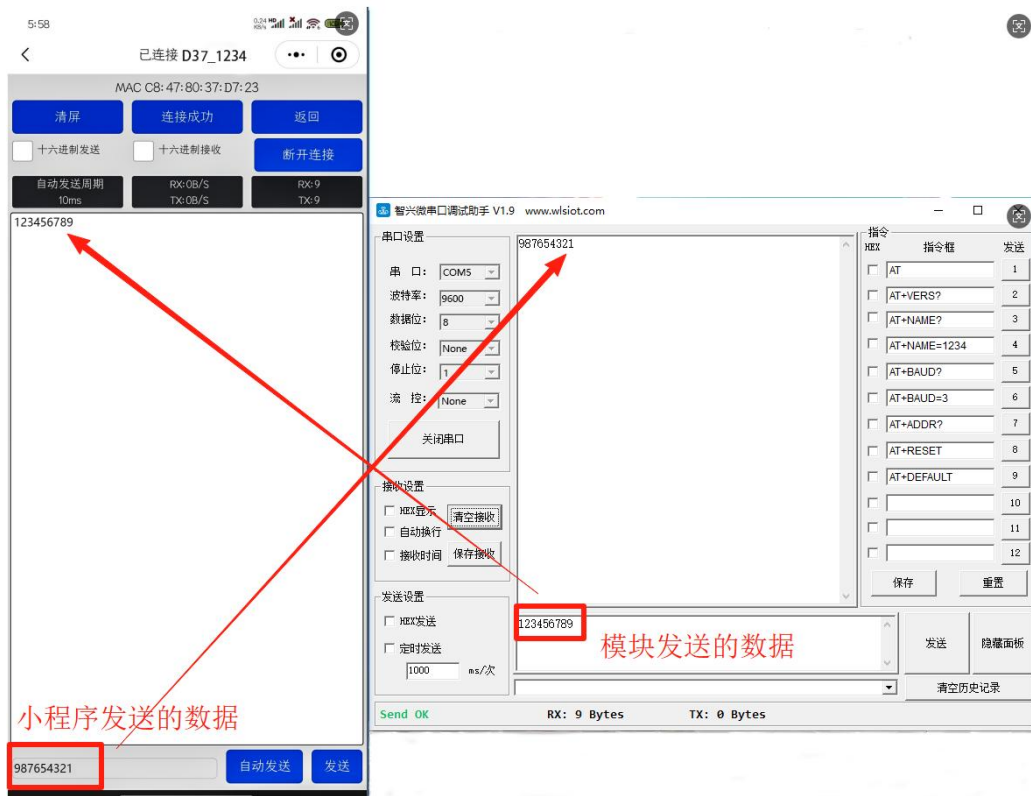 5:58
0.24 KB/s HD
已连接 D37_1234
MAC C8:47:80:37:D7:23
清屏
连接成功
返回
十六进制发送
十六进制接收
断开连接
自动发送周期
10ms
RX:0B/S
TX:0B/S
RX:9
TX:9
123456789
小程序发送的数据
987654321
自动发送
发送
智兴微串口调试助手 V1.9 www.wlsiot.com
串口设置
串 口: COM5
波特率: 9600
数据位: 8
校验位: None
停止位: 1
流 控: None
关闭串口
接收设置
HEX显示
清空接收
自动换行
接收时间
保存接收
发送设置
HEX发送
定时发送
1000 ms/次
987654321
123456789
模块发送的数据
指令
HEX 指令框 发送
AT 1
AT+VERS? 2
AT+NAME? 3
AT+NAME=1234 4
AT+BAUD? 5
AT+BAUD=3 6
AT+ADDR? 7
AT+RESET 8
AT+DEFAULT 9
10
11
12
保存
重置
发送
隐藏面板
清空历史记录
Send OK
RX: 9 Bytes
TX: 0 Bytes